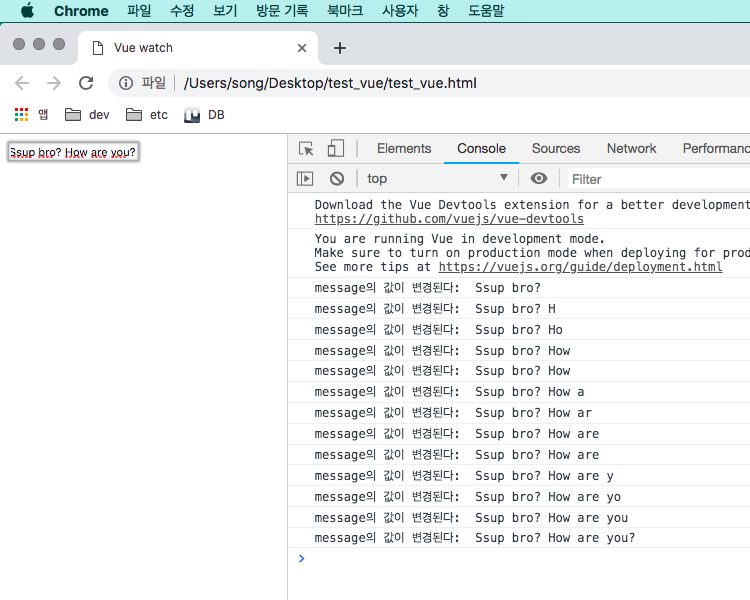 Chrome 파일 수정 보기 방문 기록 북마크 사용자 창 도움말
Vue watch
파일 /Users/song/Desktop/test_vue/test_vue.html
앱 dev etc DB
Ssup bro? How are you?
Elements Console Sources Network Performanc
top Filter
Download the Vue Devtools extension for a better development
https://github.com/vuejs/vue-devtools
You are running Vue in development mode.
Make sure to turn on production mode when deploying for prod
See more tips at https://vuejs.org/guide/deployment.html
message의 값이 변경된다: Ssup bro?
message의 값이 변경된다: Ssup bro? H
message의 값이 변경된다: Ssup bro? Ho
message의 값이 변경된다: Ssup bro? How
message의 값이 변경된다: Ssup bro? How
message의 값이 변경된다: Ssup bro? How a
message의 값이 변경된다: Ssup bro? How ar
message의 값이 변경된다: Ssup bro? How are
message의 값이 변경된다: Ssup bro? How are
message의 값이 변경된다: Ssup bro? How are y
message의 값이 변경된다: Ssup bro? How are yo
message의 값이 변경된다: Ssup bro? How are you
message의 값이 변경된다: Ssup bro? How are you?